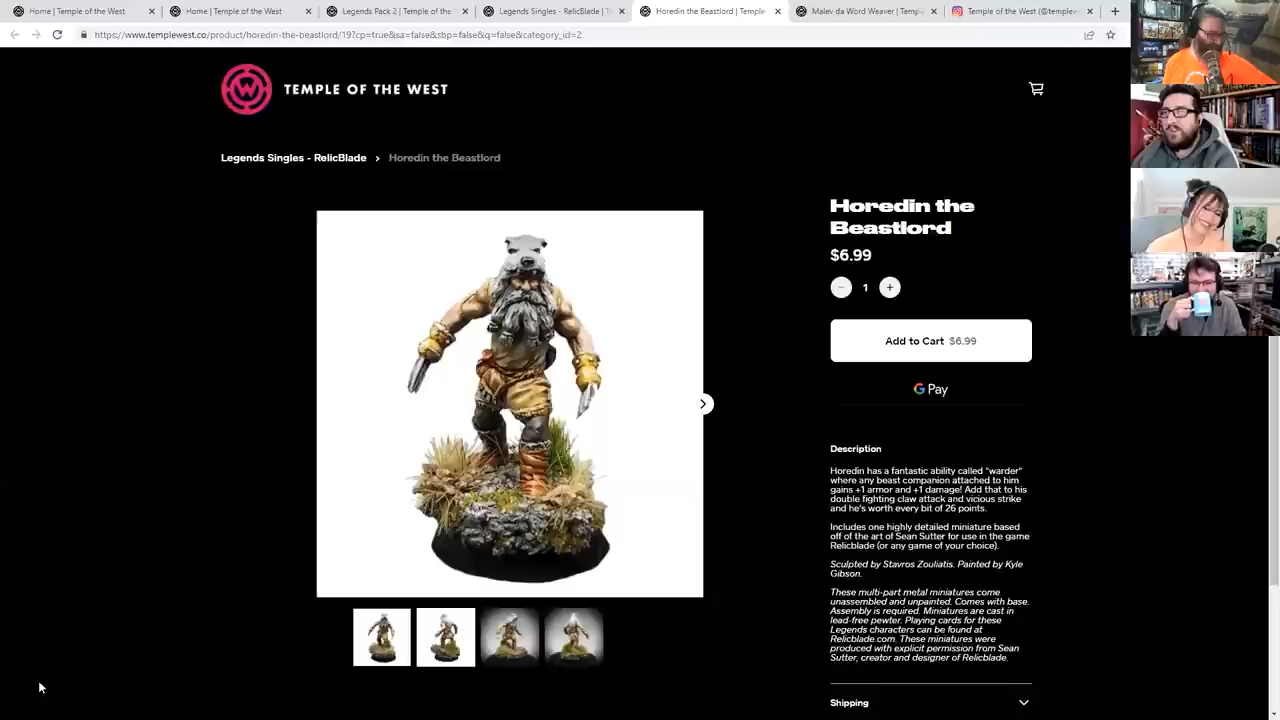 Home | Temple of the West
Home | Temple of the West
Legends Pack 2 | Temple of the
Legends Singles - RelicBlade | T
Horedin the Beastlord | Temple
Malev da Word Weaver | Temp
Temple of the West (@templew
https://www.templewest.co/product/horedin-the-beastlord/19?cp=true&sa=false&sbp=false&q=false&category_id=2
W
TEMPLE OF THE WEST
Legends Singles - RelicBlade > Horedin the Beastlord
Horedin the
Beastlord
$6.99
− 1 +
Add to Cart $6.99
G Pay
Description
Horedin has a fantastic ability called "warder"
where any beast companion attached to him
gains +1 armor and +1 damage! Add that to his
double fighting claw attack and vicious strike
and he's worth every bit of 26 points.
Includes one highly detailed miniature based
off of the art of Sean Sutter for use in the game
Relicblade (or any game of your choice).
Sculpted by Stavros Zouliatis. Painted by Kyle
Gibson.
These multi-part metal miniatures come
unassembled and unpainted. Comes with base.
Assembly is required. Miniatures are cast in
lead-free pewter. Playing cards for these
Legends characters can be found at
Relicblade.com. These miniatures were
produced with explicit permission from Sean
Sutter, creator and designer of Relicblade.
Shipping